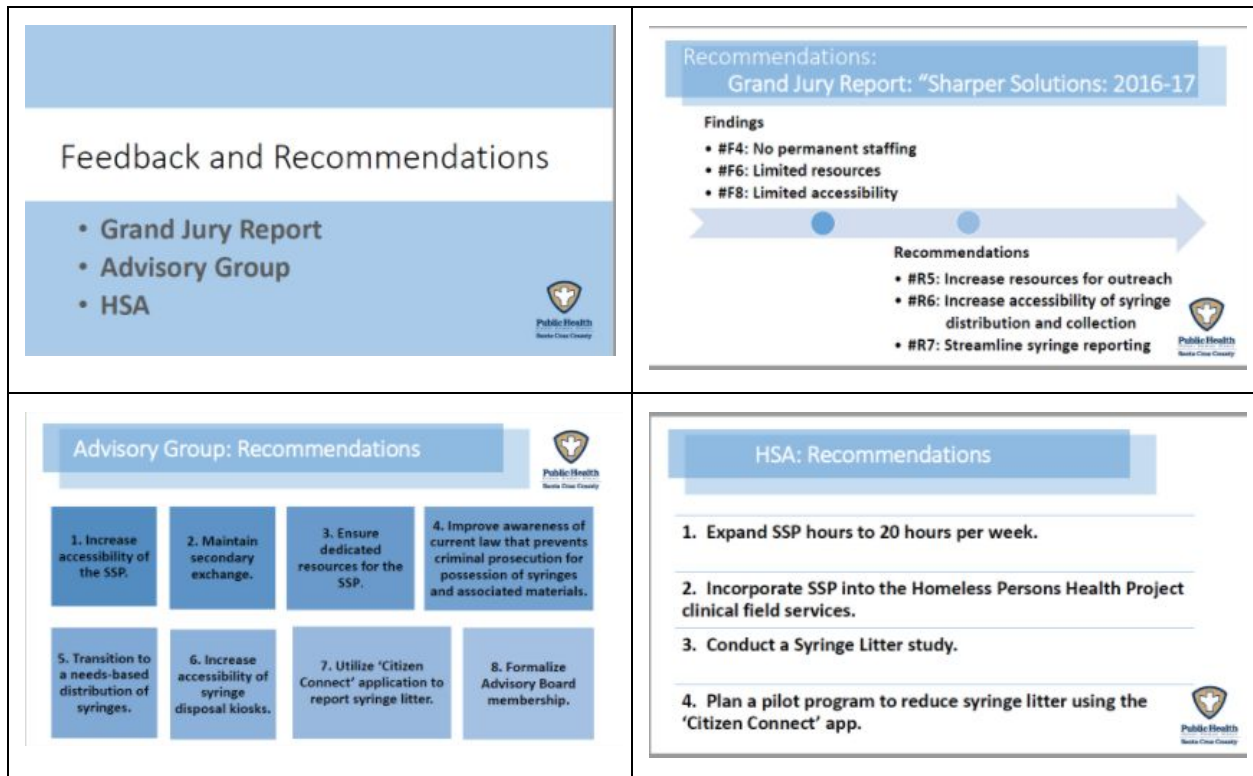 Feedback and Recommendations
• Grand Jury Report
• Advisory Group
• HSA
Public Health
Santa Cruz County
Recommendations:
Grand Jury Report: “Sharper Solutions: 2016-17
Findings
• #F4: No permanent staffing
• #F6: Limited resources
• #F8: Limited accessibility
Recommendations
• #R5: Increase resources for outreach
• #R6: Increase accessibility of syringe
distribution and collection
• #R7: Streamline syringe reporting
Public Health
Santa Cruz County
Advisory Group: Recommendations
Public Health
Santa Cruz County
1. Increase
accessibility of
the SSP.
2. Maintain
secondary
exchange.
3. Ensure
dedicated
resources for the
SSP.
4. Improve awareness of
current law that prevents
criminal prosecution for
possession of syringes
and associated materials.
5. Transition to
a needs-based
distribution of
syringes.
6. Increase
accessibility of
syringe
disposal kiosks.
7. Utilize ‘Citizen
Connect’ application to
report syringe litter.
8. Formalize
Advisory Board
membership.
HSA: Recommendations
1. Expand SSP hours to 20 hours per week.
2. Incorporate SSP into the Homeless Persons Health Project
clinical field services.
3. Conduct a Syringe Litter study.
4. Plan a pilot program to reduce syringe litter using the
‘Citizen Connect’ app.
Public Health
Santa Cruz County